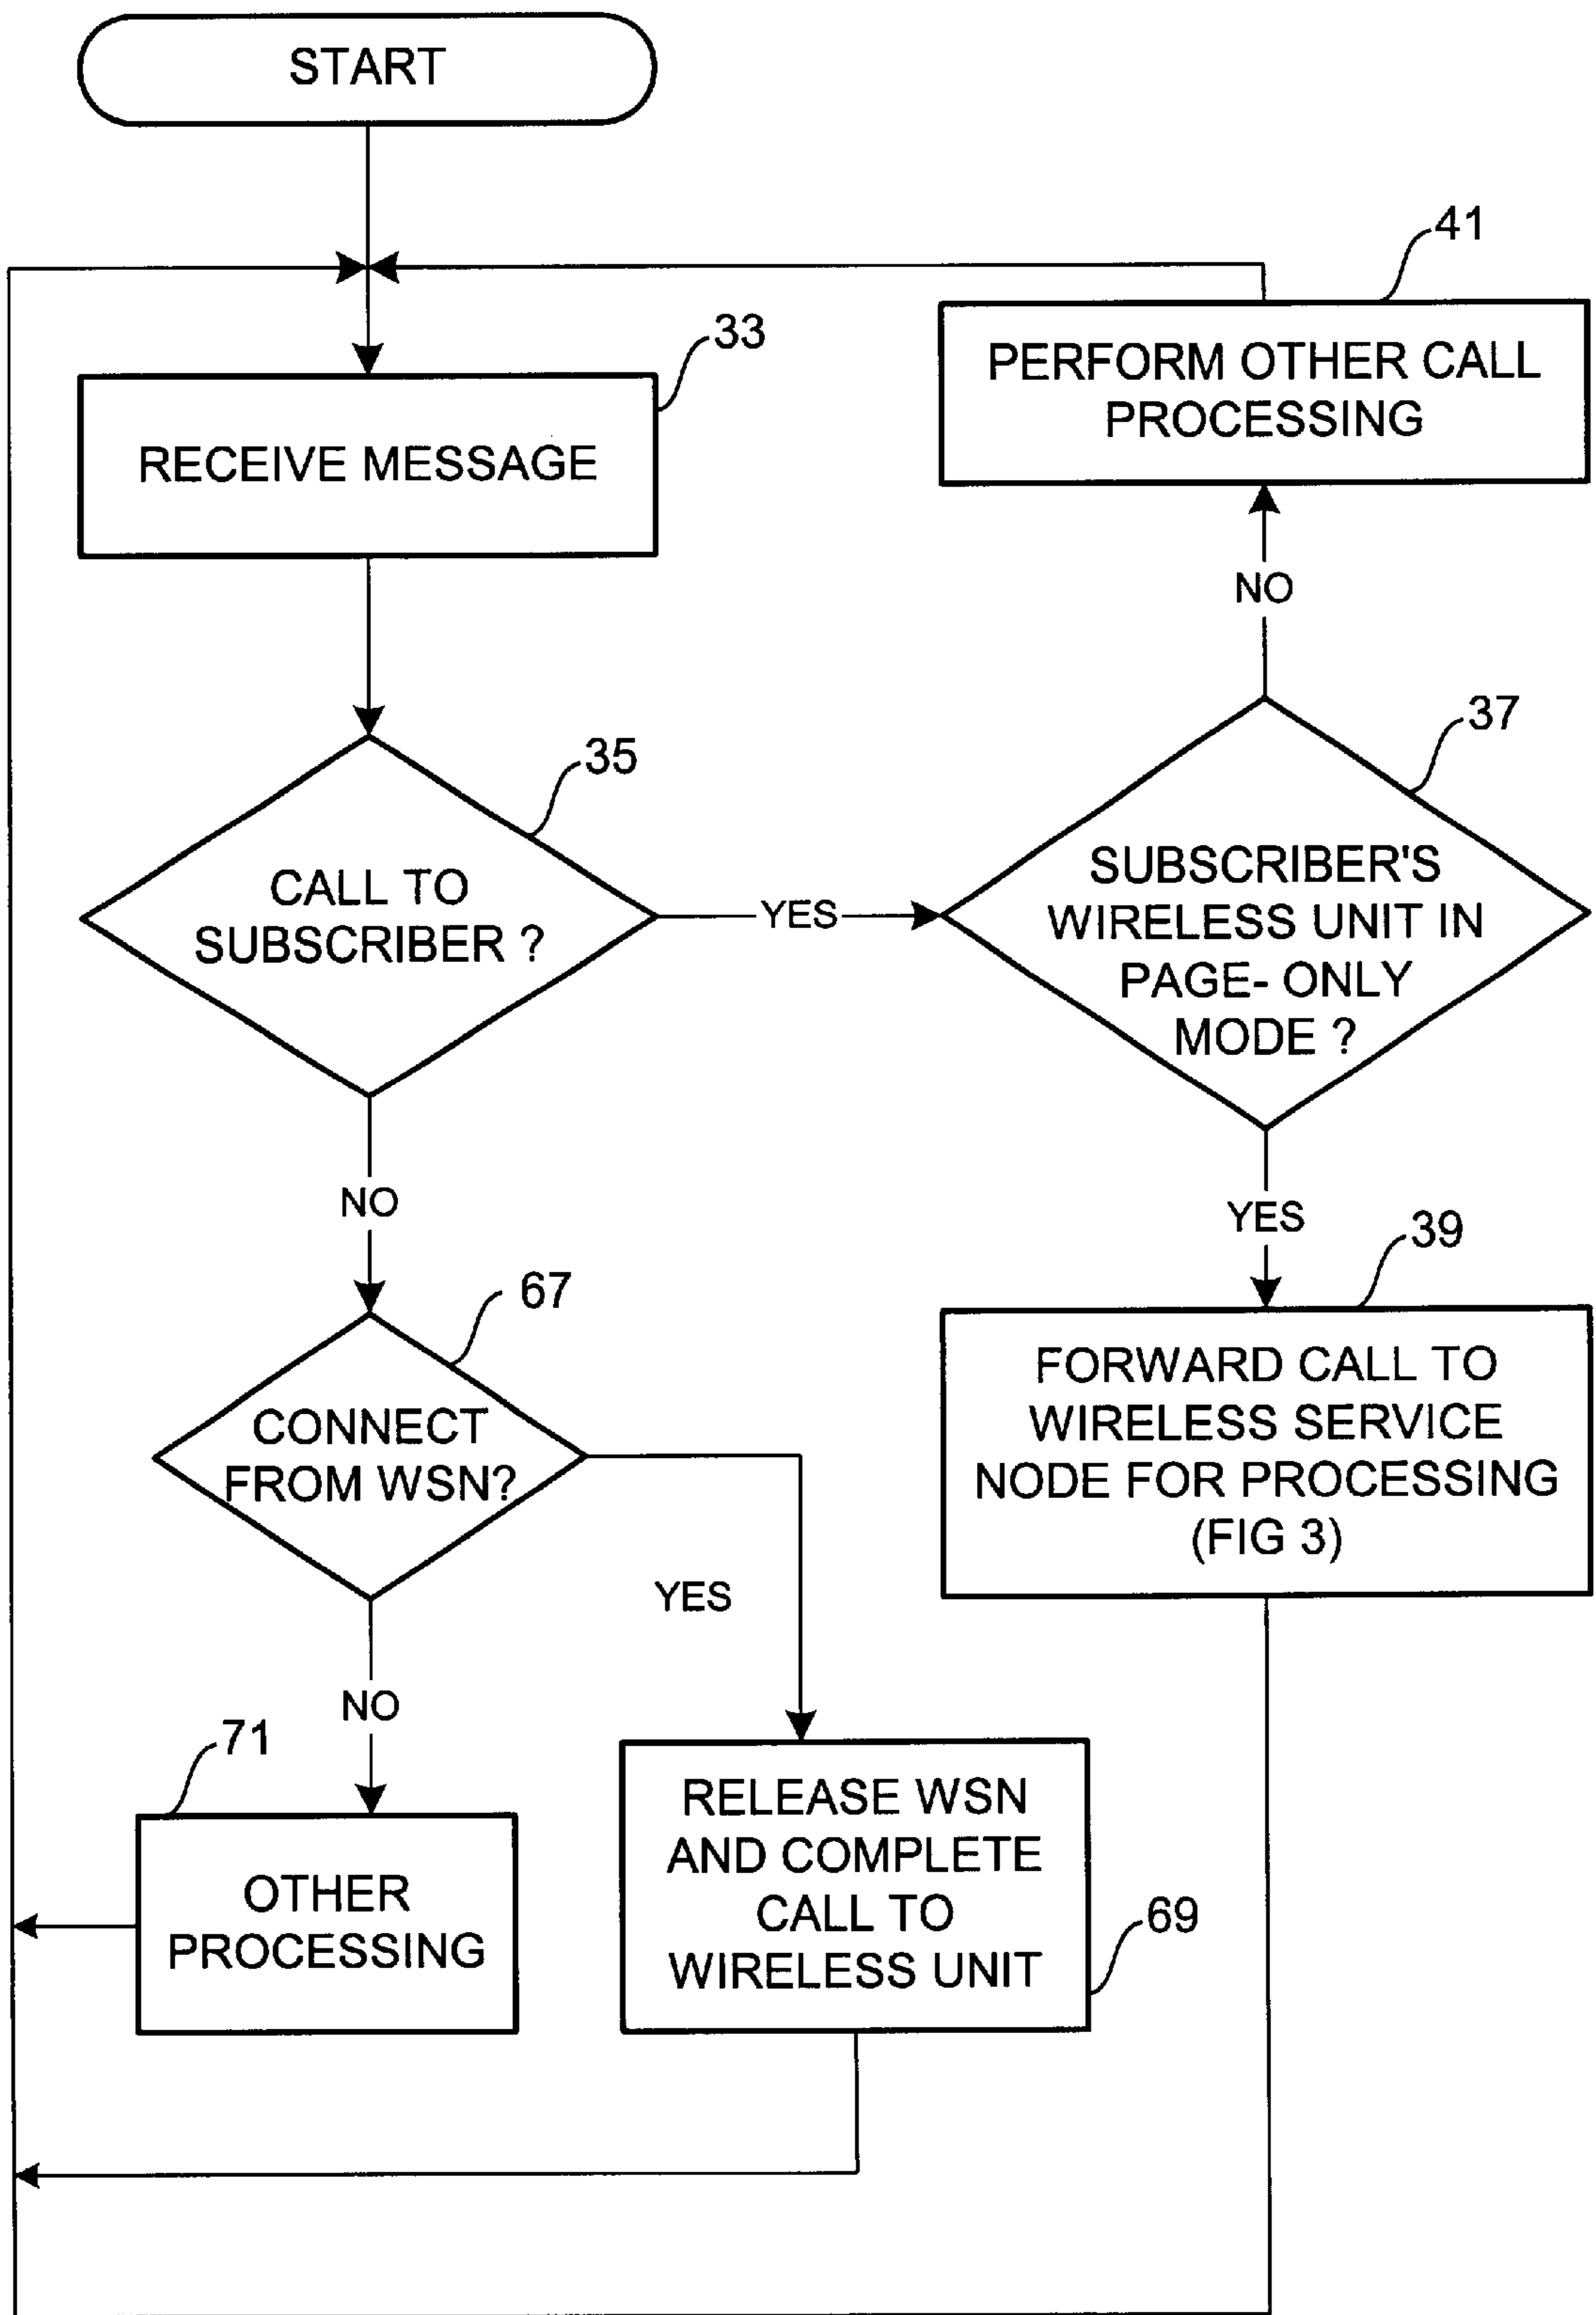 START
41
33
PERFORM OTHER CALL
PROCESSING
RECEIVE MESSAGE
NO
37
35
CALL TO
SUBSCRIBER ?
YES
SUBSCRIBER'S
WIRELESS UNIT IN
PAGE- ONLY
MODE ?
NO
YES
39
67
CONNECT
FROM WSN?
FORWARD CALL TO
WIRELESS SERVICE
NODE FOR PROCESSING
(FIG 3)
YES
NO
71
OTHER
PROCESSING
RELEASE WSN
AND COMPLETE
CALL TO
WIRELESS UNIT
69